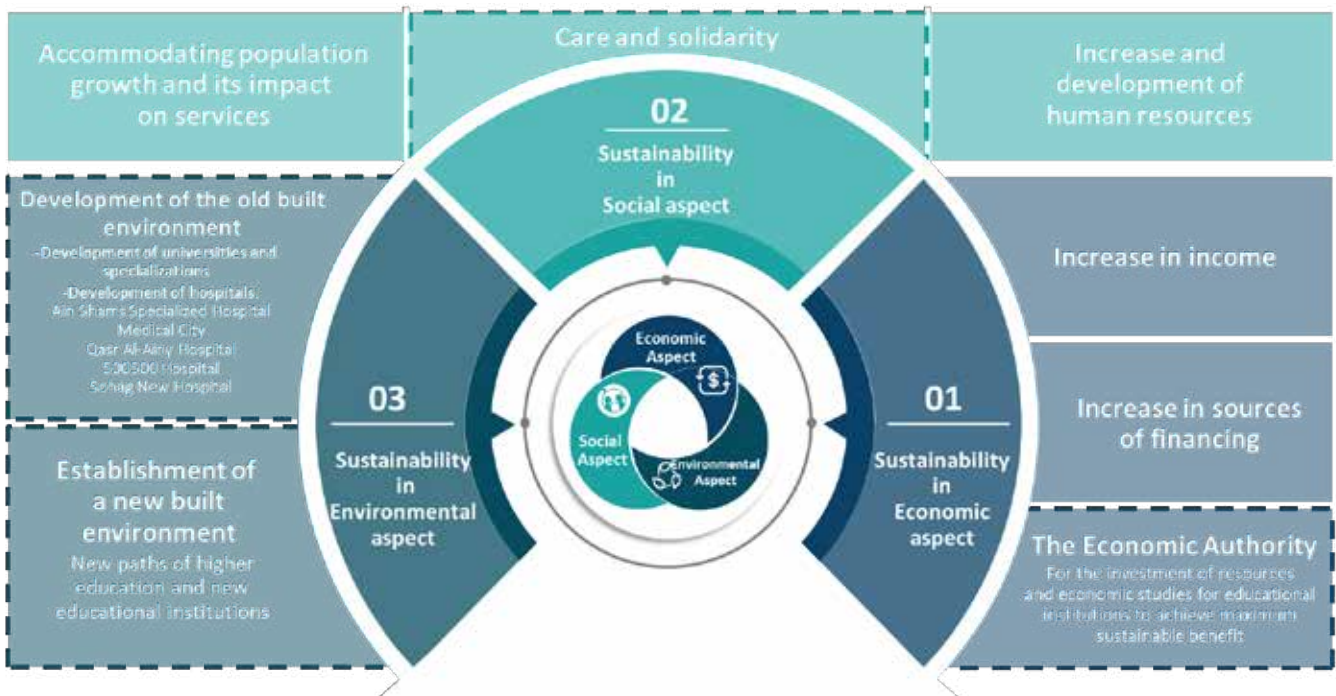 Accommodating population
growth and its impact
on services
Care and solidarity
Increase and
development of
human resources
02
Sustainability
in
Social aspect
Development of the old built
environment
-Development of universities and
specializations
-Development of hospitals:
Ain Shams Specialized Hospital
Medical City
Qasr Al-Ainy Hospital
500500 Hospital
Sohag New Hospital
Establishment of
a new built
environment
New paths of higher
education and new
educational institutions
03
Sustainability
in
Environmental
aspect
Economic
Aspect
$
Social
Aspect
Environmental
Aspect
01
Sustainability
in
Economic
aspect
Increase in income
Increase in sources
of financing
The Economic Authority
For the investment of resources
and economic studies for educational
institutions to achieve maximum
sustainable benefit